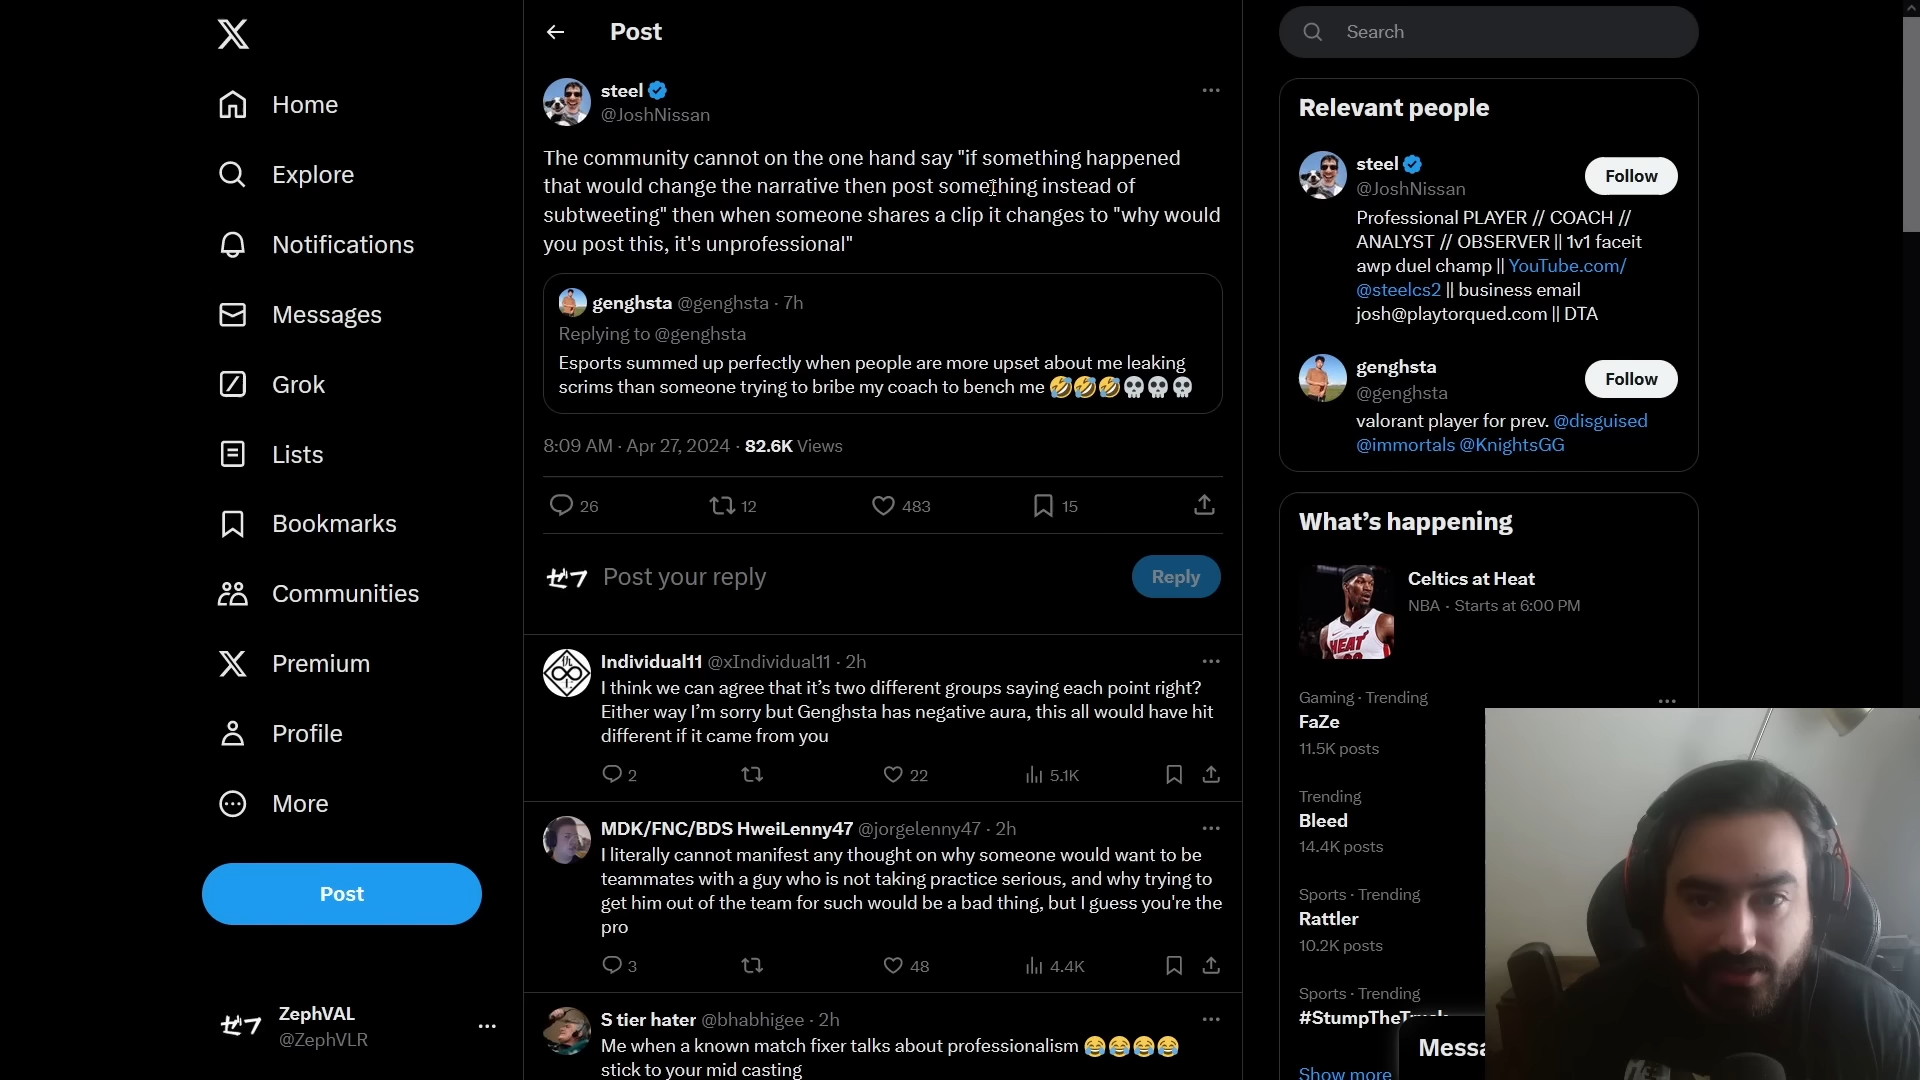 Home
Explore
Notifications
Messages
Grok
Lists
Bookmarks
Communities
Premium
Profile
More
Post
ゼフ
ZephVAL
@ZephVLR
Post
steel
@JoshNissan
The community cannot on the one hand say "if something happened
that would change the narrative then post something instead of
subtweeting" then when someone shares a clip it changes to "why would
you post this, it's unprofessional"
genghsta @genghsta · 7h
Replying to @genghsta
Esports summed up perfectly when people are more upset about me leaking
scrims than someone trying to bribe my coach to bench me 🤣🤣🤣💀💀💀
8:09 AM · Apr 27, 2024 · 82.6K Views
26 12 483 15
ゼフ Post your reply
Reply
Individual11 @xIndividual11 · 2h
I think we can agree that it's two different groups saying each point right?
Either way I'm sorry but Genghsta has negative aura, this all would have hit
different if it came from you
2 22 5.1K
MDK/FNC/BDS HweiLenny47 @jorgelenny47 · 2h
I literally cannot manifest any thought on why someone would want to be
teammates with a guy who is not taking practice serious, and why trying to
get him out of the team for such would be a bad thing, but I guess you're the
pro
3 48 4.4K
S tier hater @bhabhigee · 2h
Me when a known match fixer talks about professionalism 😂😂😂😂
stick to your mid casting
Search
Relevant people
steel
@JoshNissan
Follow
Professional PLAYER // COACH //
ANALYST // OBSERVER || 1v1 faceit
awp duel champ || YouTube.com/
@steelcs2 || business email
josh@playtorqued.com || DTA
genghsta
@genghsta
Follow
valorant player for prev. @disguised
@immortals @KnightsGG
What's happening
Celtics at Heat
NBA · Starts at 6:00 PM
HEAT
Gaming · Trending
FaZe
11.5K posts
Trending
Bleed
14.4K posts
Sports · Trending
Rattler
10.2K posts
Sports · Trending
Show more